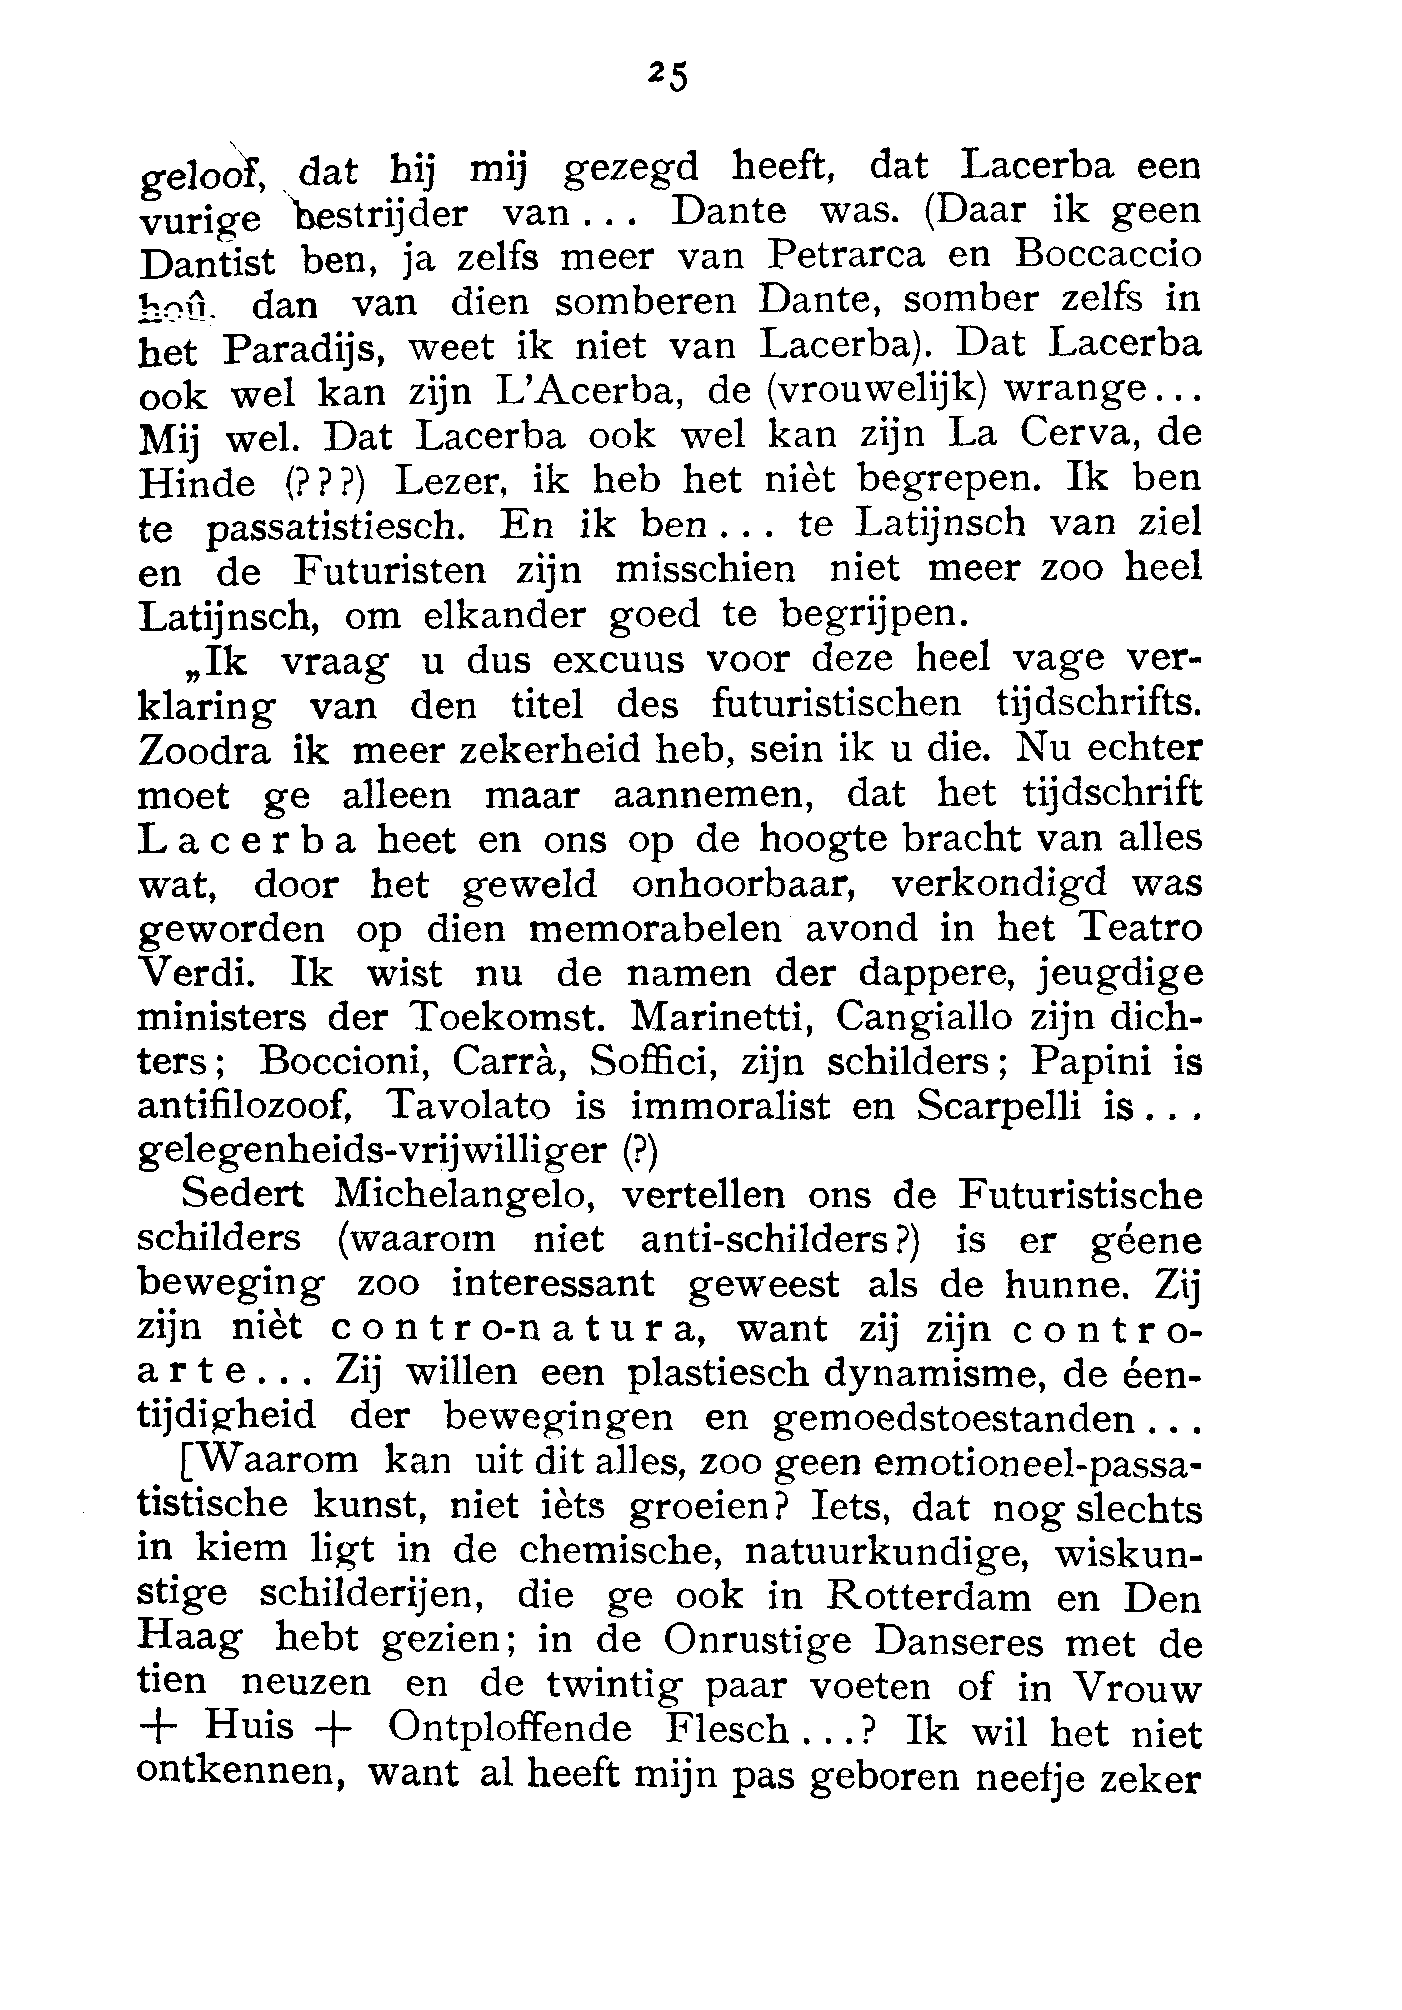 25
geloof, dat hij mij gezegd heeft, dat Lacerba een
vurige bestrijder van... Dante was. (Daar ik geen
Dantist ben, ja zelfs meer van Petrarca en Boccaccio
hoû. dan van dien somberen Dante, somber zelfs in
het Paradijs, weet ik niet van Lacerba). Dat Lacerba
ook wel kan zijn L'Acerba, de (vrouwelijk) wrange...
Mij wel. Dat Lacerba ook wel kan zijn La Cerva, de
Hinde (???) Lezer, ik heb het nièt begrepen. Ik ben
te passatistiesch. En ik ben... te Latijnsch van ziel
en de Futuristen zijn misschien niet meer zoo heel
Latijnsch, om elkander goed te begrijpen.
„Ik vraag u dus excuus voor deze heel vage ver-
klaring van den titel des futuristischen tijdschrifts.
Zoodra ik meer zekerheid heb, sein ik u die. Nu echter
moet ge alleen maar aannemen, dat het tijdschrift
Lacerba heet en ons op de hoogte bracht van alles
wat, door het geweld onhoorbaar, verkondigd was
geworden op dien memorabelen avond in het Teatro
Verdi. Ik wist nu de namen der dappere, jeugdige
ministers der Toekomst. Marinetti, Cangiallo zijn dich-
ters; Boccioni, Carrà, Soffici, zijn schilders; Papini is
antifilozoof, Tavolato is immoralist en Scarpelli is...
gelegenheids-vrijwilliger (?)
Sedert Michelangelo, vertellen ons de Futuristische
schilders (waarom niet anti-schilders?) is er géene
beweging zoo interessant geweest als de hunne. Zij
zijn nièt contro-natura, want zij zijn contro-
arte... Zij willen een plastiesch dynamisme, de éen-
tijdigheid der bewegingen en gemoedstoestanden...
[Waarom kan uit dit alles, zoo geen emotioneel-passa-
tistische kunst, niet ièts groeien? Iets, dat nog slechts
in kiem ligt in de chemische, natuurkundige, wiskun-
stige schilderijen, die ge ook in Rotterdam en Den
Haag hebt gezien; in de Onrustige Danseres met de
tien neuzen en de twintig paar voeten of in Vrouw
+ Huis + Ontploffende Flesch...? Ik wil het niet
ontkennen, want al heeft mijn pas geboren neefje zeker